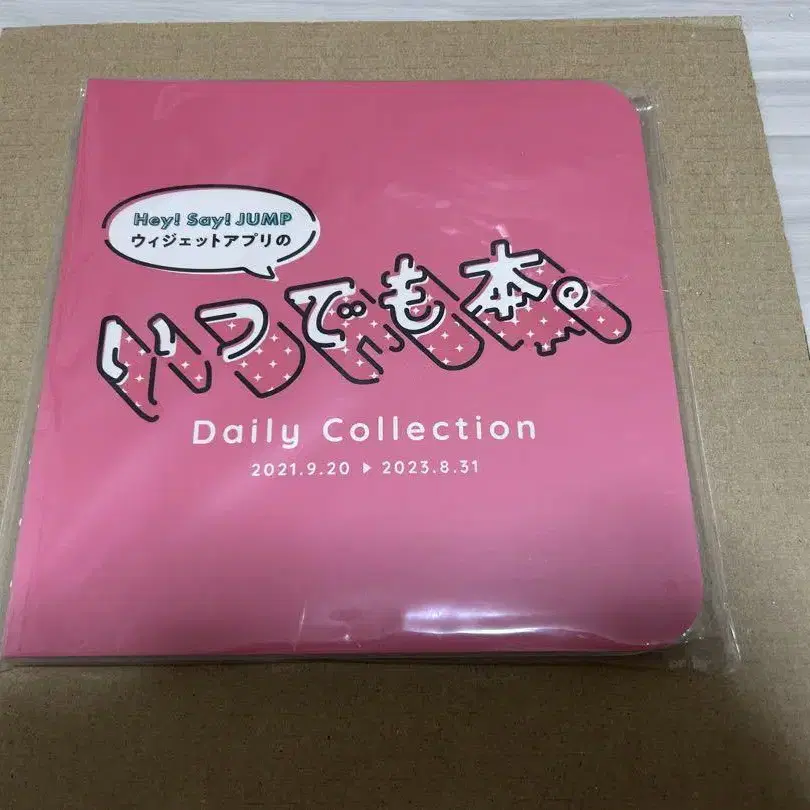 Hey! Say! JUMP
ウィジェットアプリの
いつでも本。
Daily Collection
2021.9.20 ▶ 2023.8.31